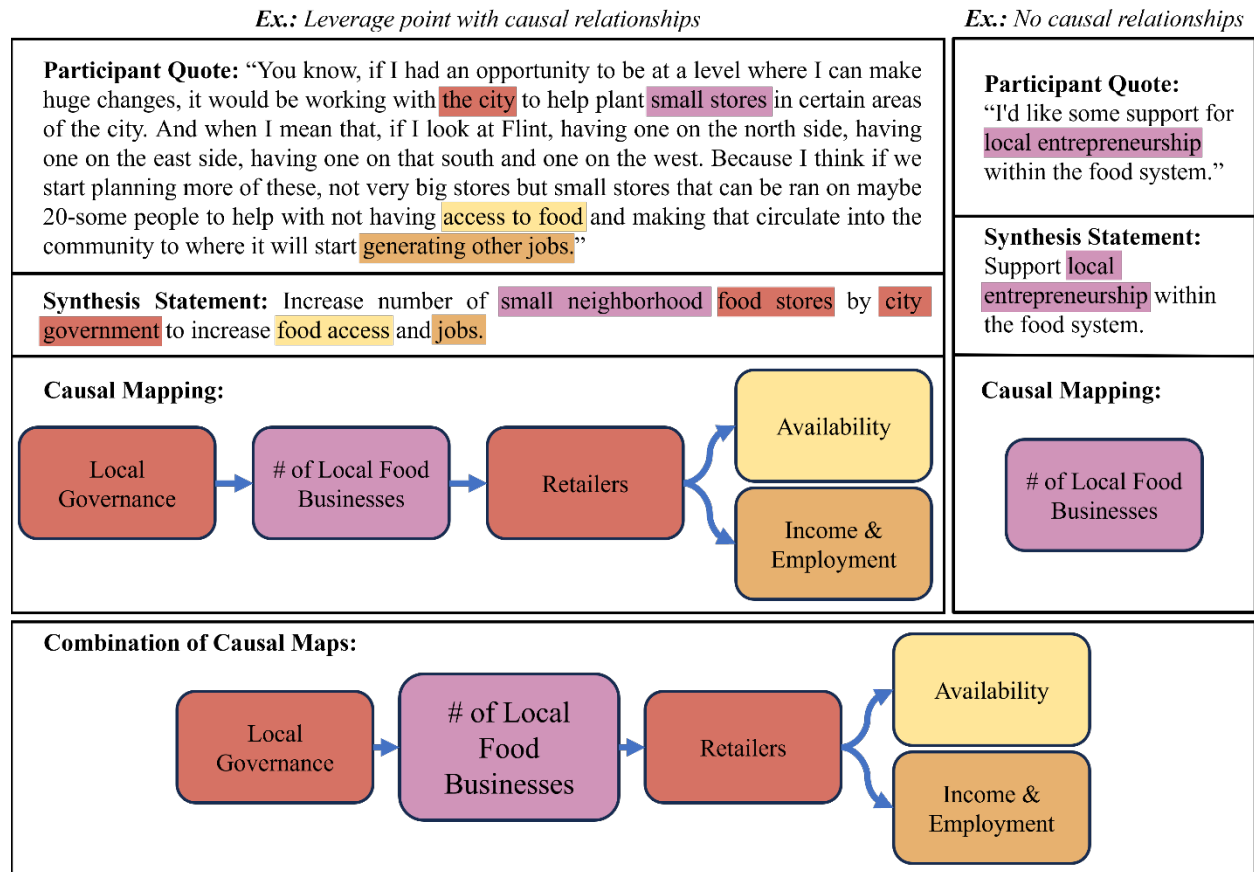 Ex.: Leverage point with causal relationships
Participant Quote: “You know, if I had an opportunity to be at a level where I can make
huge changes, it would be working with the city to help plant small stores in certain areas
of the city. And when I mean that, if I look at Flint, having one on the north side, having
one on the east side, having one on that south and one on the west. Because I think if we
start planning more of these, not very big stores but small stores that can be ran on maybe
20-some people to help with not having access to food and making that circulate into the
community to where it will start generating other jobs.”
Synthesis Statement: Increase number of small neighborhood food stores by city
government to increase food access and jobs.
Causal Mapping:
Local
Governance
# of Local Food
Businesses
Retailers
Availability
Income &
Employment
Ex.: No causal relationships
Participant Quote:
“I'd like some support for
local entrepreneurship
within the food system.”
Synthesis Statement:
Support local
entrepreneurship within
the food system.
Causal Mapping:
# of Local Food
Businesses
Combination of Causal Maps:
Local
Governance
# of Local
Food
Businesses
Retailers
Availability
Income &
Employment